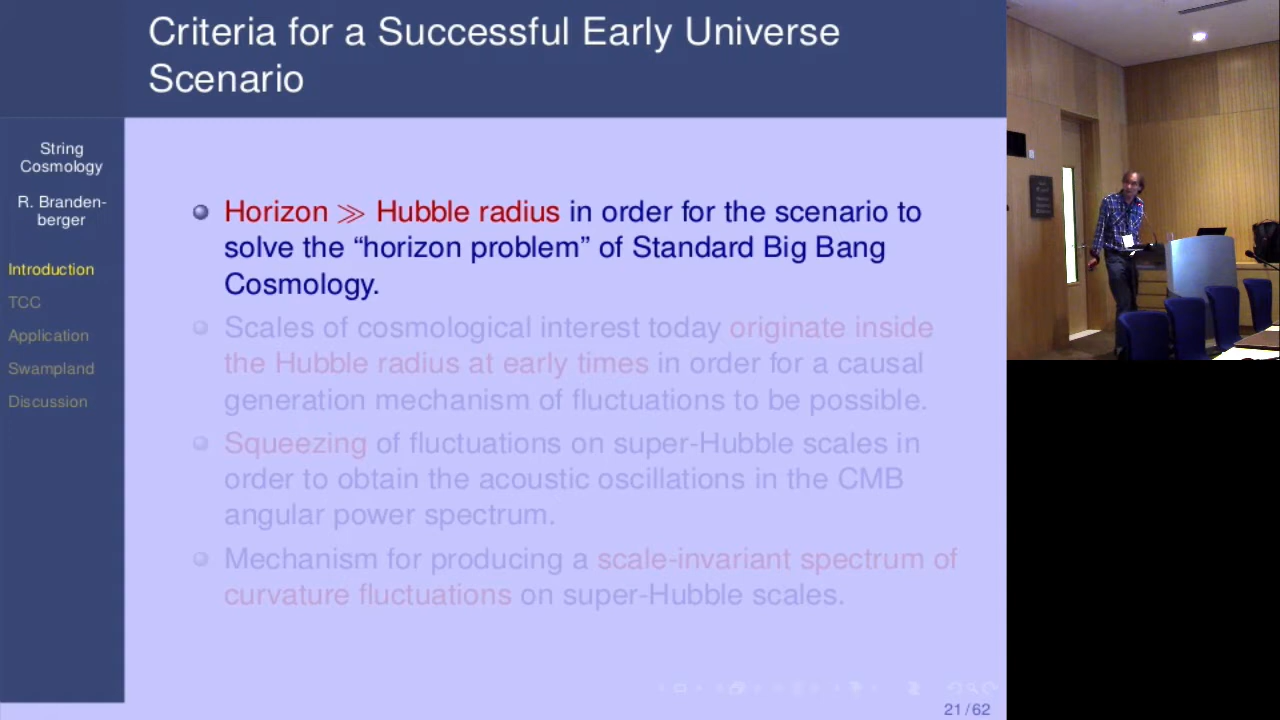 Criteria for a Successful Early Universe
Scenario
String
Cosmology
R. Branden-
berger
Introduction
TCC
Application
Swampland
Discussion
Horizon ≫ Hubble radius in order for the scenario to
solve the “horizon problem” of Standard Big Bang
Cosmology.
Scales of cosmological interest today originate inside
the Hubble radius at early times in order for a causal
generation mechanism of fluctuations to be possible.
Squeezing of fluctuations on super-Hubble scales in
order to obtain the acoustic oscillations in the CMB
angular power spectrum.
Mechanism for producing a scale-invariant spectrum of
curvature fluctuations on super-Hubble scales.
21/62